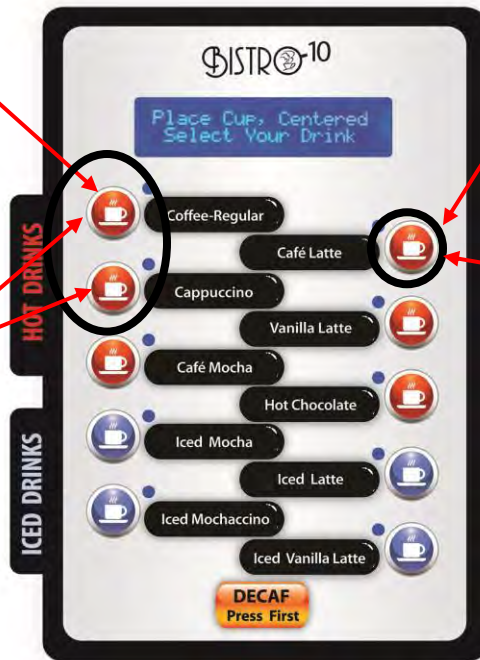 BISTRO-10
Place Cup, Centered
Select Your Drink
HOT DRINKS
Coffee-Regular
Café Latte
Cappuccino
Vanilla Latte
Café Mocha
Hot Chocolate
ICED DRINKS
Iced Mocha
Iced Latte
Iced Mochaccino
Iced Vanilla Latte
DECAF
Press First